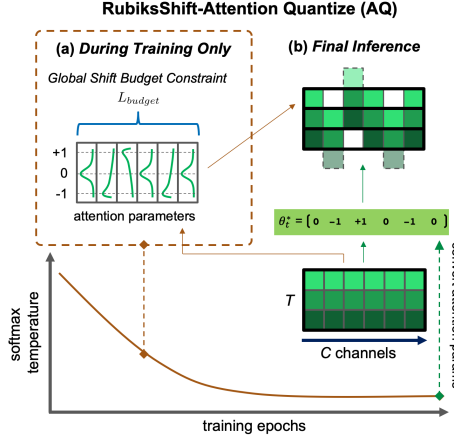 RubiksShift-Attention Quantize (AQ)
(a) During Training Only
(b) Final Inference
Global Shift Budget Constraint
L_budget
+1
0
-1
attention parameters
θ*_t = [ 0 -1 +1 0 -1 0 ]
T
C channels
softmax
temperature
training epochs